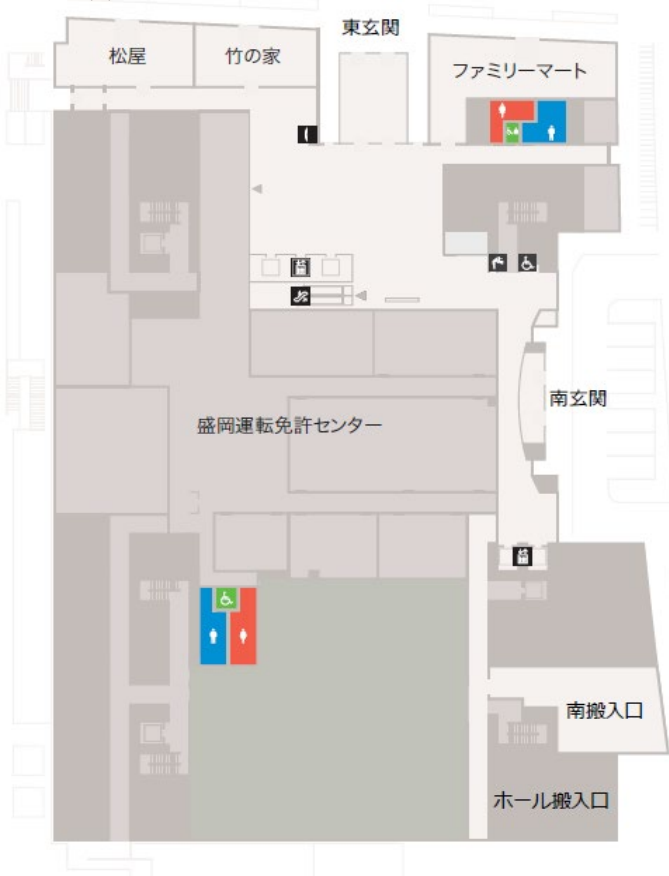 東玄関
松屋
竹の家
ファミリーマート
南玄関
盛岡運転免許センター
南搬入口
ホール搬入口